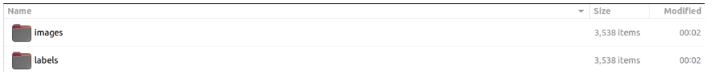 Name Size Modified
images 3,538 items 00:02
labels 3,538 items 00:02